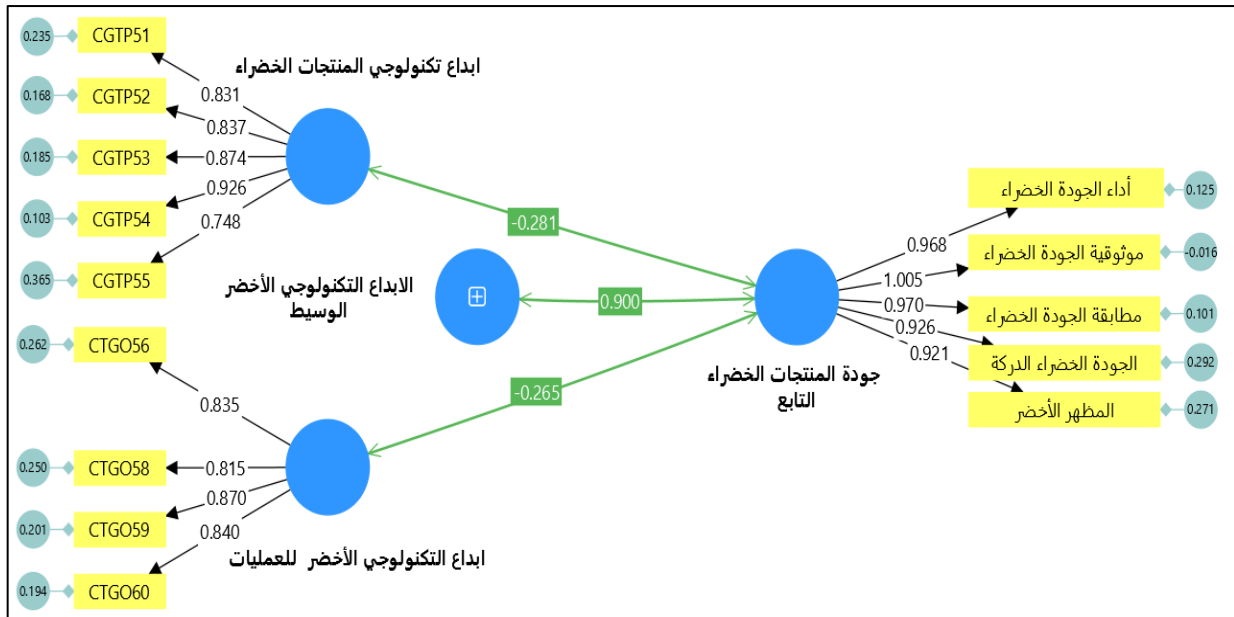 0.235
CGTP51
0.168
CGTP52
0.185
CGTP53
0.103
CGTP54
0.365
CGTP55
0.831
0.837
0.874
0.926
0.748
ابداع تكنولوجي المنتجات الخضراء
0.262
CTGO56
0.250
CTGO58
0.201
CTGO59
0.194
CTGO60
0.835
0.815
0.870
0.840
ابداع التكنولوجي الأخضر للعمليات
الابداع التكنولوجي الأخضر
الوسيط
-0.281
0.900
-0.265
جودة المنتجات الخضراء
التابع
0.968
1.005
0.970
0.926
0.921
أداء الجودة الخضراء
0.125
موثوقية الجودة الخضراء
-0.016
مطابقة الجودة الخضراء
0.101
الجودة الخضراء الدركة
0.292
المظهر الأخضر
0.271